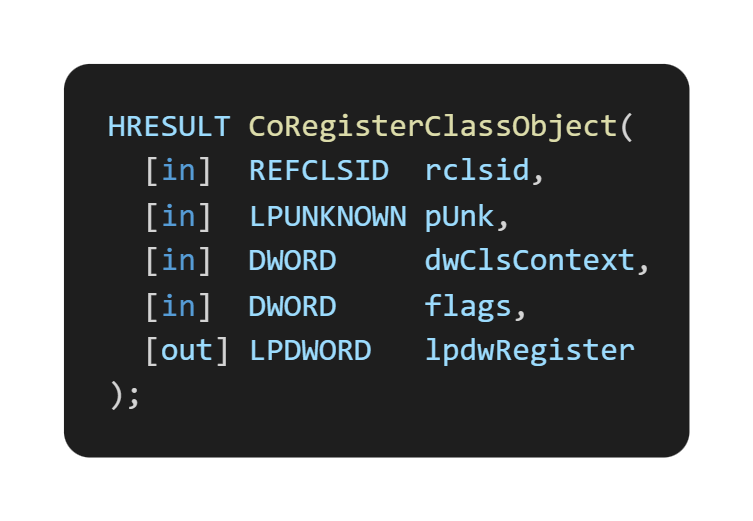 HRESULT CoRegisterClassObject(
  [in]  REFCLSID  rclsid,
  [in]  LPUNKNOWN pUnk,
  [in]  DWORD     dwClsContext,
  [in]  DWORD     flags,
  [out] LPDWORD   lpdwRegister
);